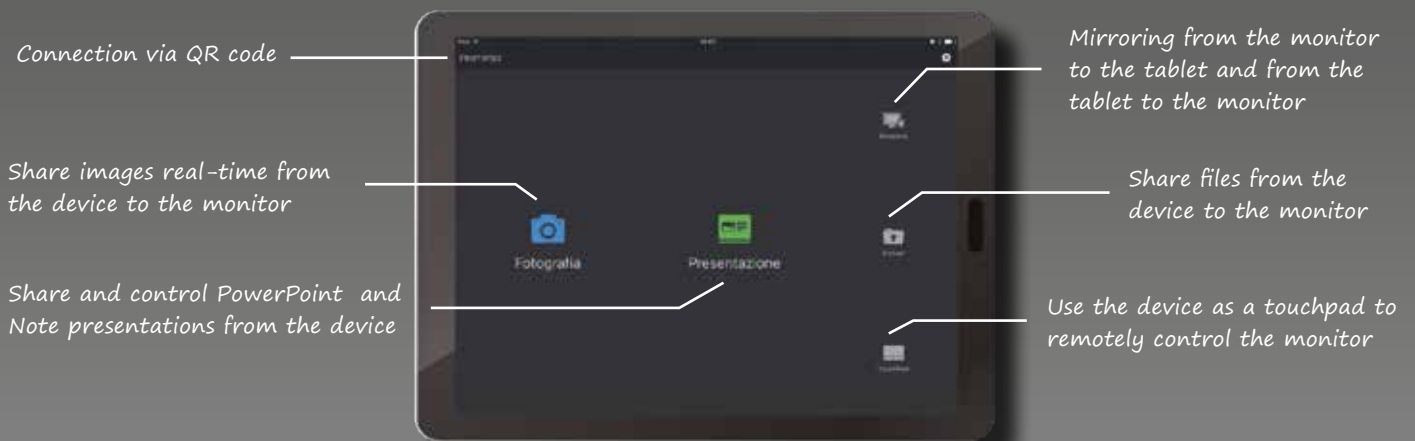 Connection via QR code
Share images real-time from
the device to the monitor
Share and control PowerPoint and
Note presentations from the device
Fotografia
Presentazione
Mirroring from the monitor
to the tablet and from the
tablet to the monitor
Share files from the
device to the monitor
Use the device as a touchpad to
remotely control the monitor